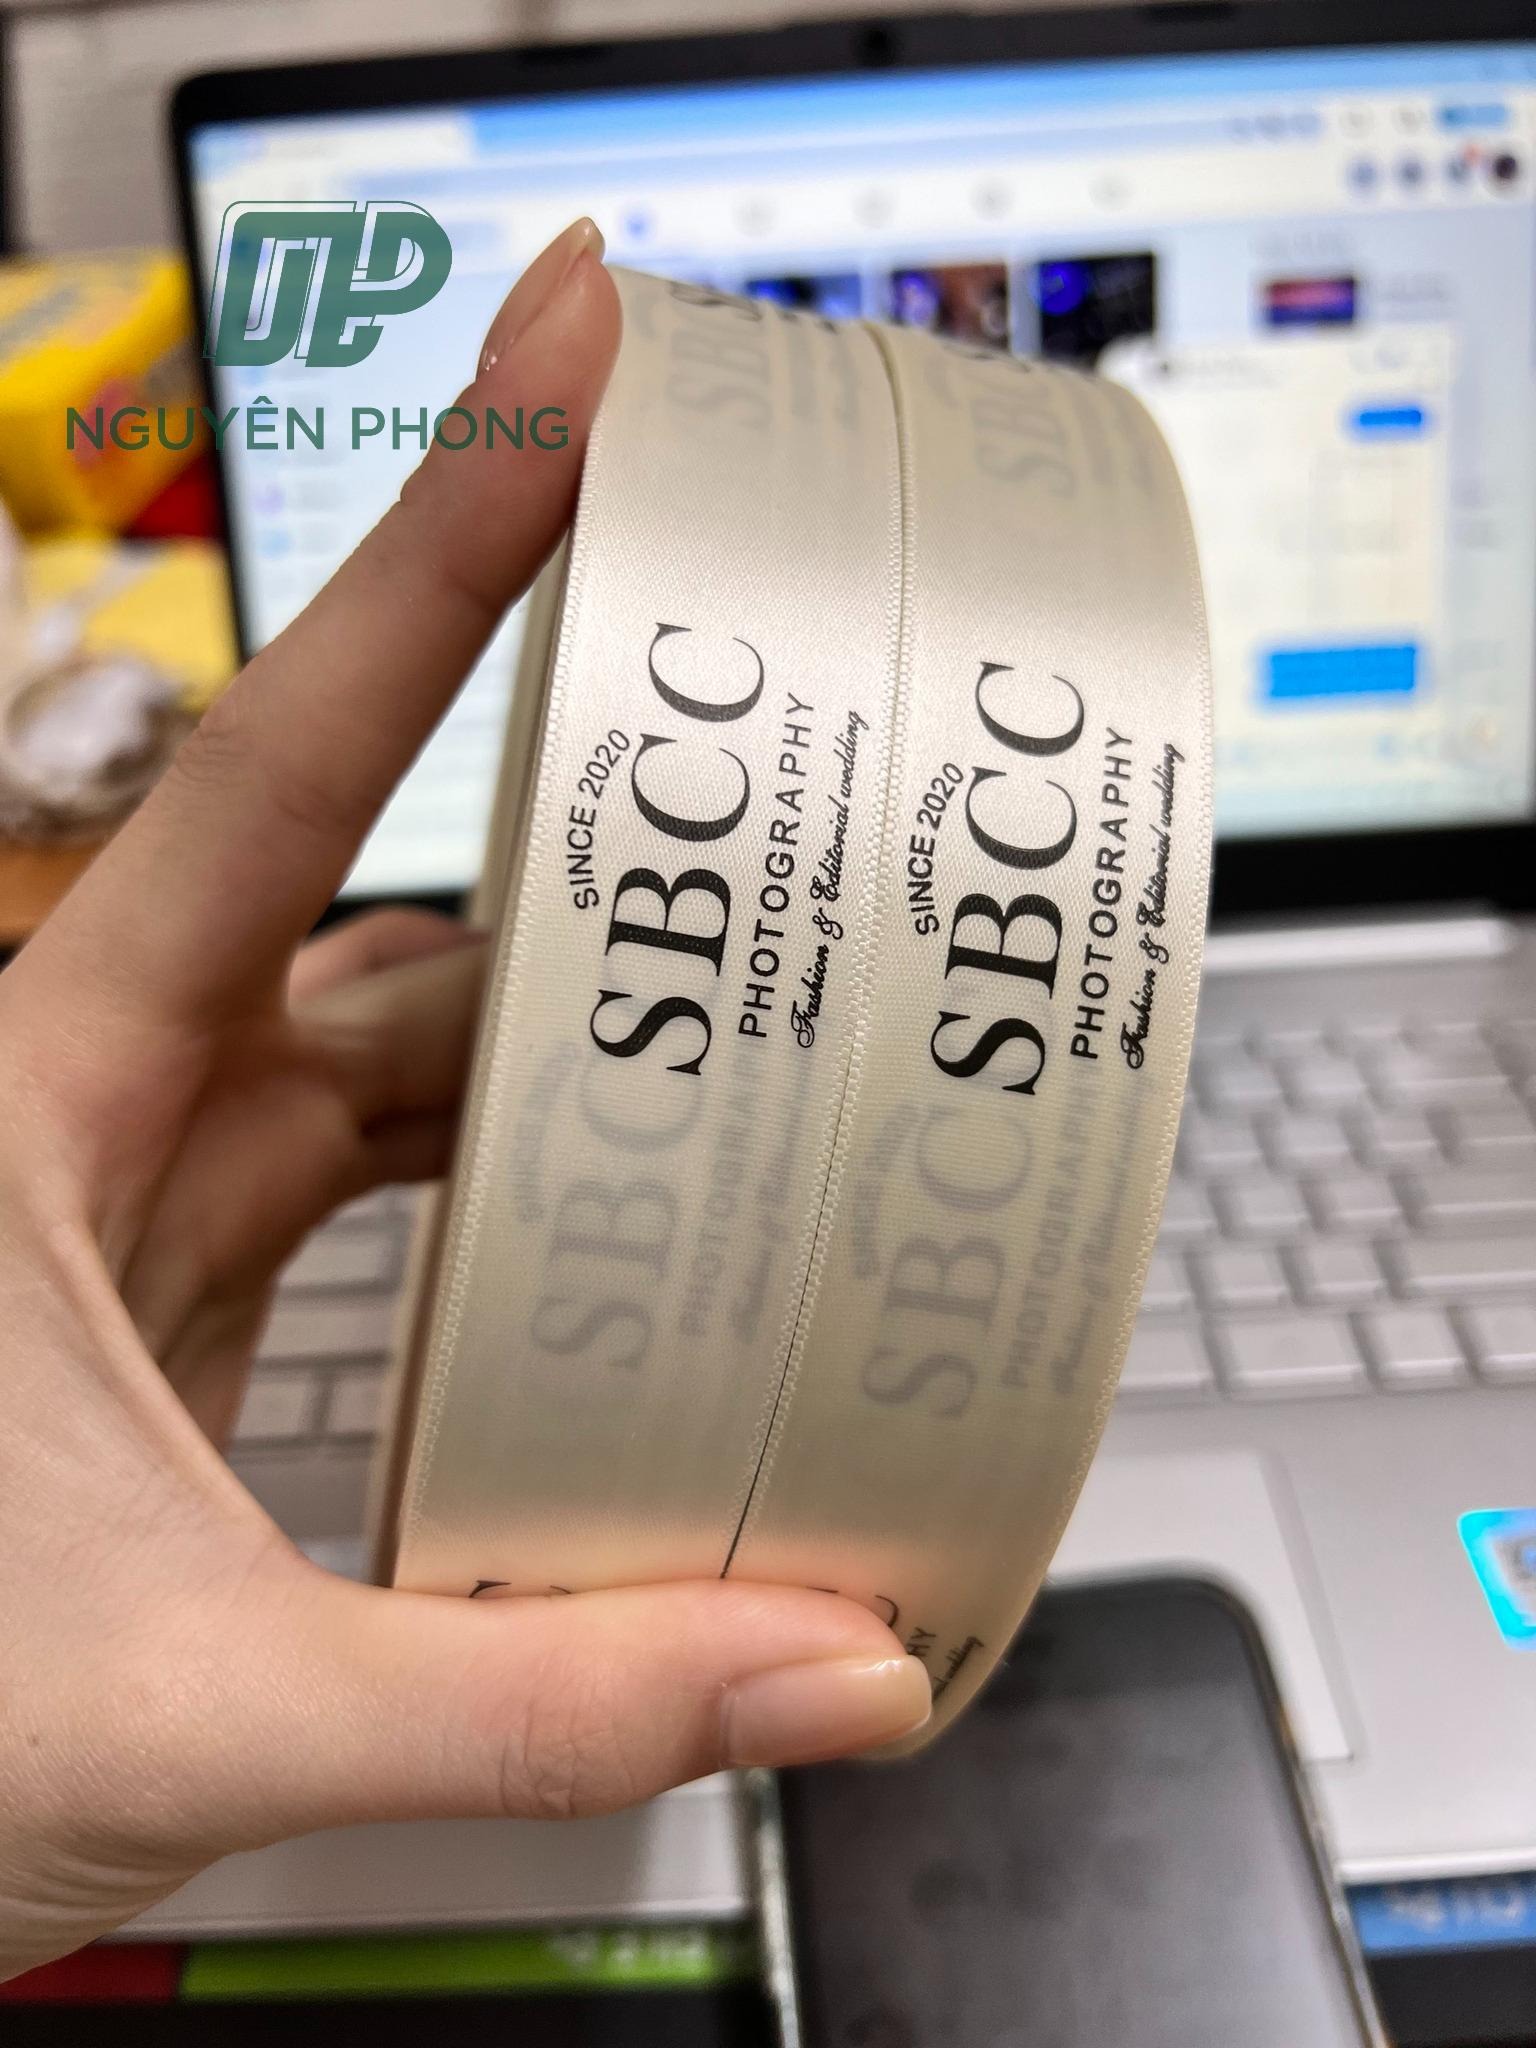 NGUYÊN PHONG
SINCE 2020
SBCC
PHOTOGRAPHY
Fashion & Editorial wedding
SINCE 2020
SBCC
PHOTOGRAPHY
Fashion & Editorial wedding